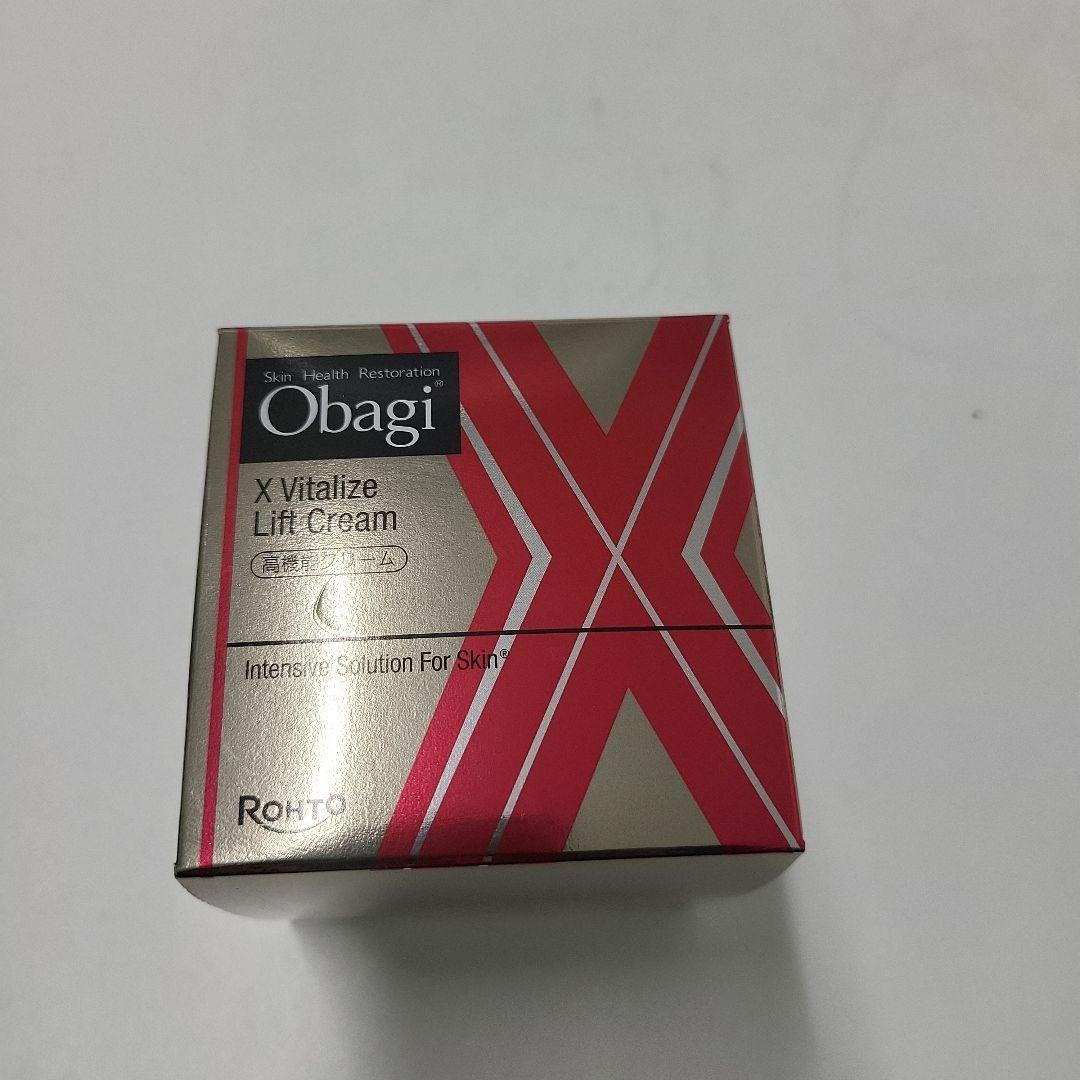 Skin Health Restoration
Obagi®
X Vitalize
Lift Cream
高機能クリーム
Intensive Solution For Skin®
ROHTO